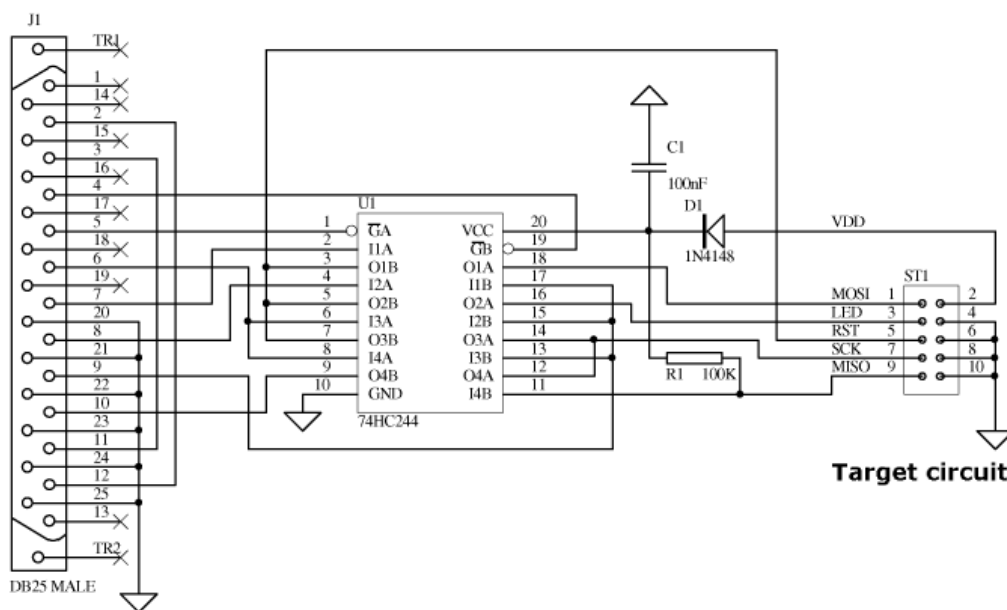 J1
TR1
1
14
2
15
3
16
4
17
5
18
6
19
7
20
8
21
9
22
10
23
11
24
12
25
13
TR2
DB25 MALE
U1
1 GA VCC 20
2 I1A GB 19
3 O1B O1A 18
4 I2A I1B 17
5 O2B O2A 16
6 I3A I2B 15
7 O3B O3A 14
8 I4A I3B 13
9 O4B O4A 12
10 GND I4B 11
74HC244
C1
100nF
D1
1N4148
VDD
R1 100K
ST1
MOSI 1 2
LED 3 4
RST 5 6
SCK 7 8
MISO 9 10
Target circuit